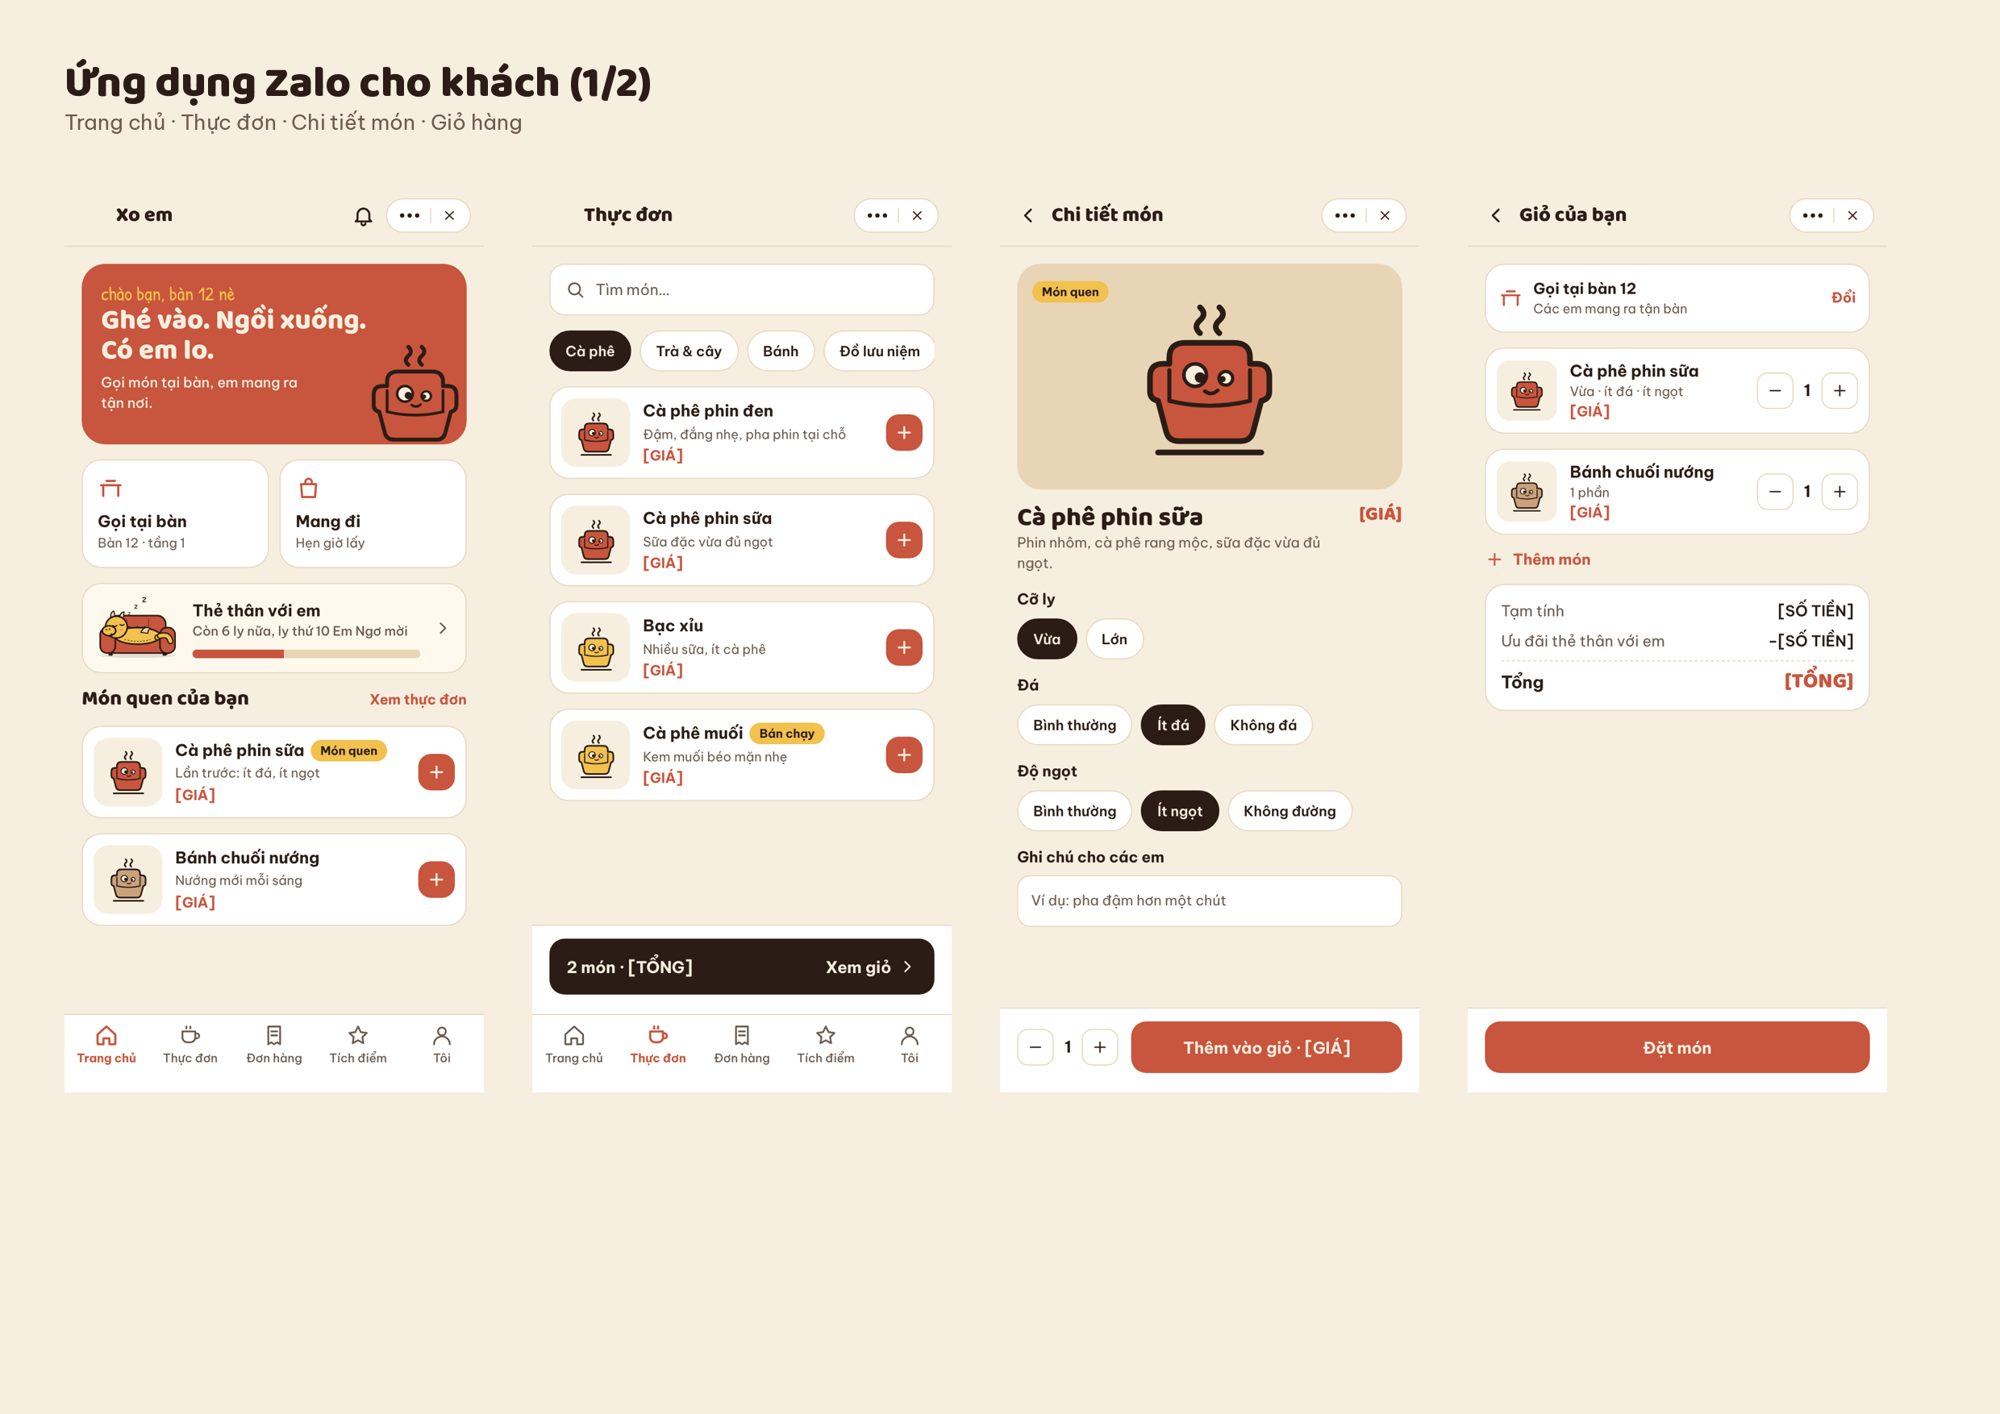 Ứng dụng Zalo cho khách (1/2)
Trang chủ · Thực đơn · Chi tiết món · Giỏ hàng
Xo em
chào bạn, bàn 12 nè
Ghé vào. Ngồi xuống.
Có em lo.
Gọi món tại bàn, em mang ra
tận nơi.
Gọi tại bàn
Bàn 12 · tầng 1
Mang đi
Hẹn giờ lấy
z z z
Thẻ thân với em
Còn 6 ly nữa, ly thứ 10 Em Ngơ mời
Món quen của bạn
Xem thực đơn
Cà phê phin sữa
Món quen
Lần trước: ít đá, ít ngọt
[GIÁ]
Bánh chuối nướng
Nướng mới mỗi sáng
[GIÁ]
Trang chủ
Thực đơn
Đơn hàng
Tích điểm
Tôi
Thực đơn
Tìm món...
Cà phê
Trà & cây
Bánh
Đồ lưu niệm
Cà phê phin đen
Đậm, đắng nhẹ, pha phin tại chỗ
[GIÁ]
Cà phê phin sữa
Sữa đặc vừa đủ ngọt
[GIÁ]
Bạc xỉu
Nhiều sữa, ít cà phê
[GIÁ]
Cà phê muối
Bán chạy
Kem muối béo mặn nhẹ
[GIÁ]
2 món · [TỔNG]
Xem giỏ
Trang chủ
Thực đơn
Đơn hàng
Tích điểm
Tôi
Chi tiết món
Món quen
Cà phê phin sữa
[GIÁ]
Phin nhôm, cà phê rang mộc, sữa đặc vừa đủ
ngọt.
Cỡ ly
Vừa
Lớn
Đá
Bình thường
Ít đá
Không đá
Độ ngọt
Bình thường
Ít ngọt
Không đường
Ghi chú cho các em
Ví dụ: pha đậm hơn một chút
1
Thêm vào giỏ · [GIÁ]
Giỏ của bạn
Gọi tại bàn 12
Các em mang ra tận bàn
Đổi
Cà phê phin sữa
Vừa · ít đá · ít ngọt
[GIÁ]
1
Bánh chuối nướng
1 phần
[GIÁ]
1
Thêm món
Tạm tính
[SỐ TIỀN]
Ưu đãi thẻ thân với em
-[SỐ TIỀN]
Tổng
[TỔNG]
Đặt món